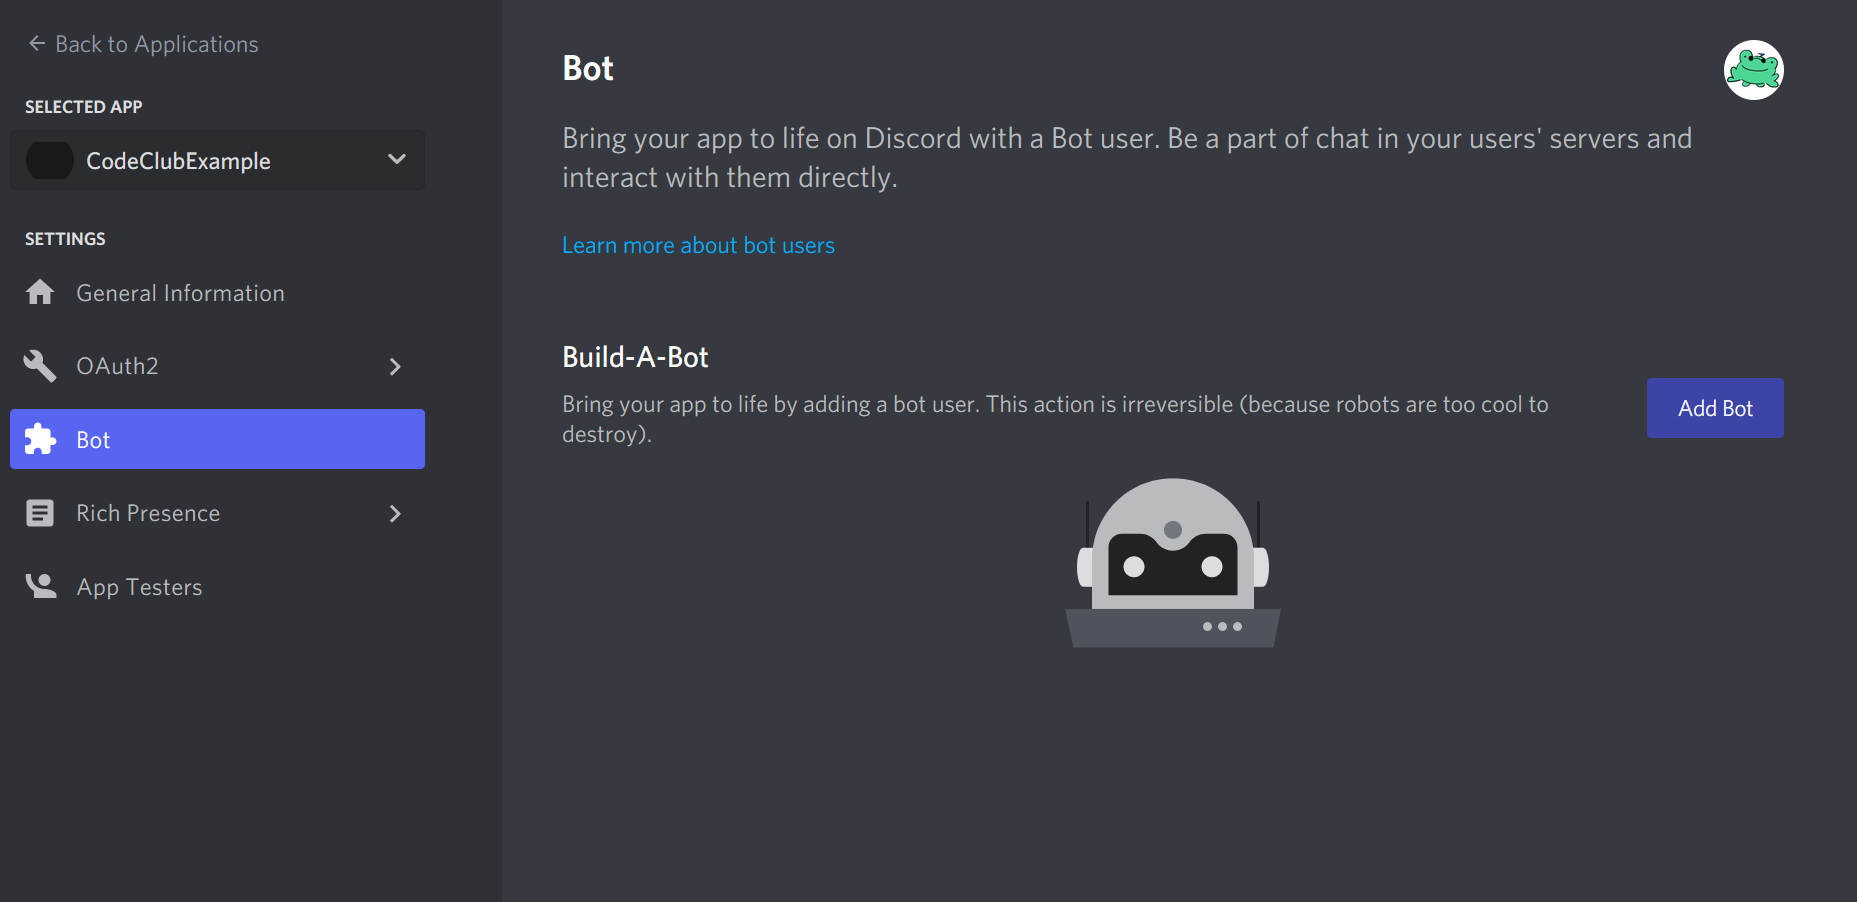 ← Back to Applications
SELECTED APP
CodeClubExample
SETTINGS
General Information
OAuth2
Bot
Rich Presence
App Testers
Bot
Bring your app to life on Discord with a Bot user. Be a part of chat in your users' servers and
interact with them directly.
Learn more about bot users
Build-A-Bot
Bring your app to life by adding a bot user. This action is irreversible (because robots are too cool to
destroy).
Add Bot